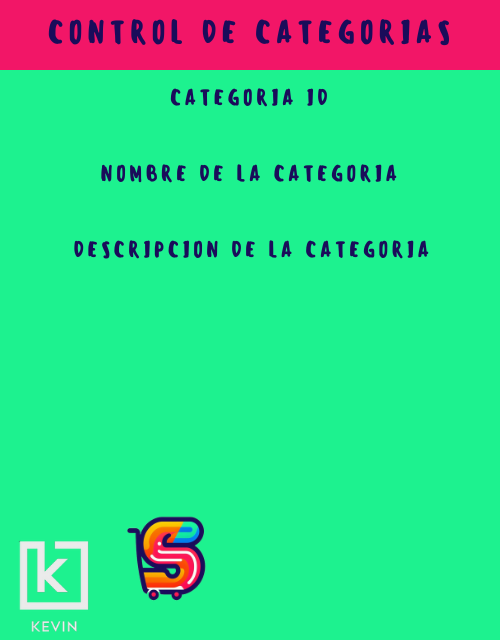 CONTROL DE CATEGORIAS
CATEGORIA ID
NOMBRE DE LA CATEGORIA
DESCRIPCION DE LA CATEGORIA
S
K
KEVIN